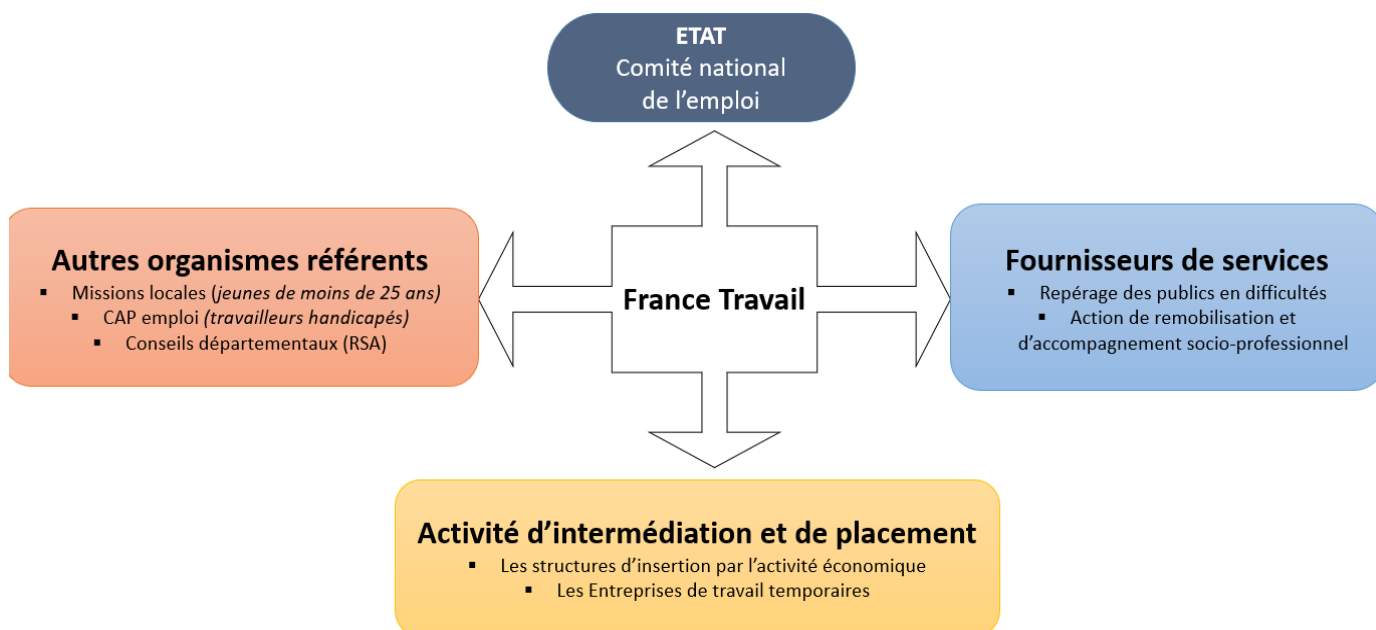 ETAT
Comité national
de l’emploi
Autres organismes référents
▪ Missions locales (jeunes de moins de 25 ans)
▪ CAP emploi (travailleurs handicapés)
▪ Conseils départementaux (RSA)
France Travail
Fournisseurs de services
▪ Repérage des publics en difficultés
▪ Action de remobilisation et
d’accompagnement socio-professionnel
Activité d’intermédiation et de placement
▪ Les structures d’insertion par l’activité économique
▪ Les Entreprises de travail temporaires